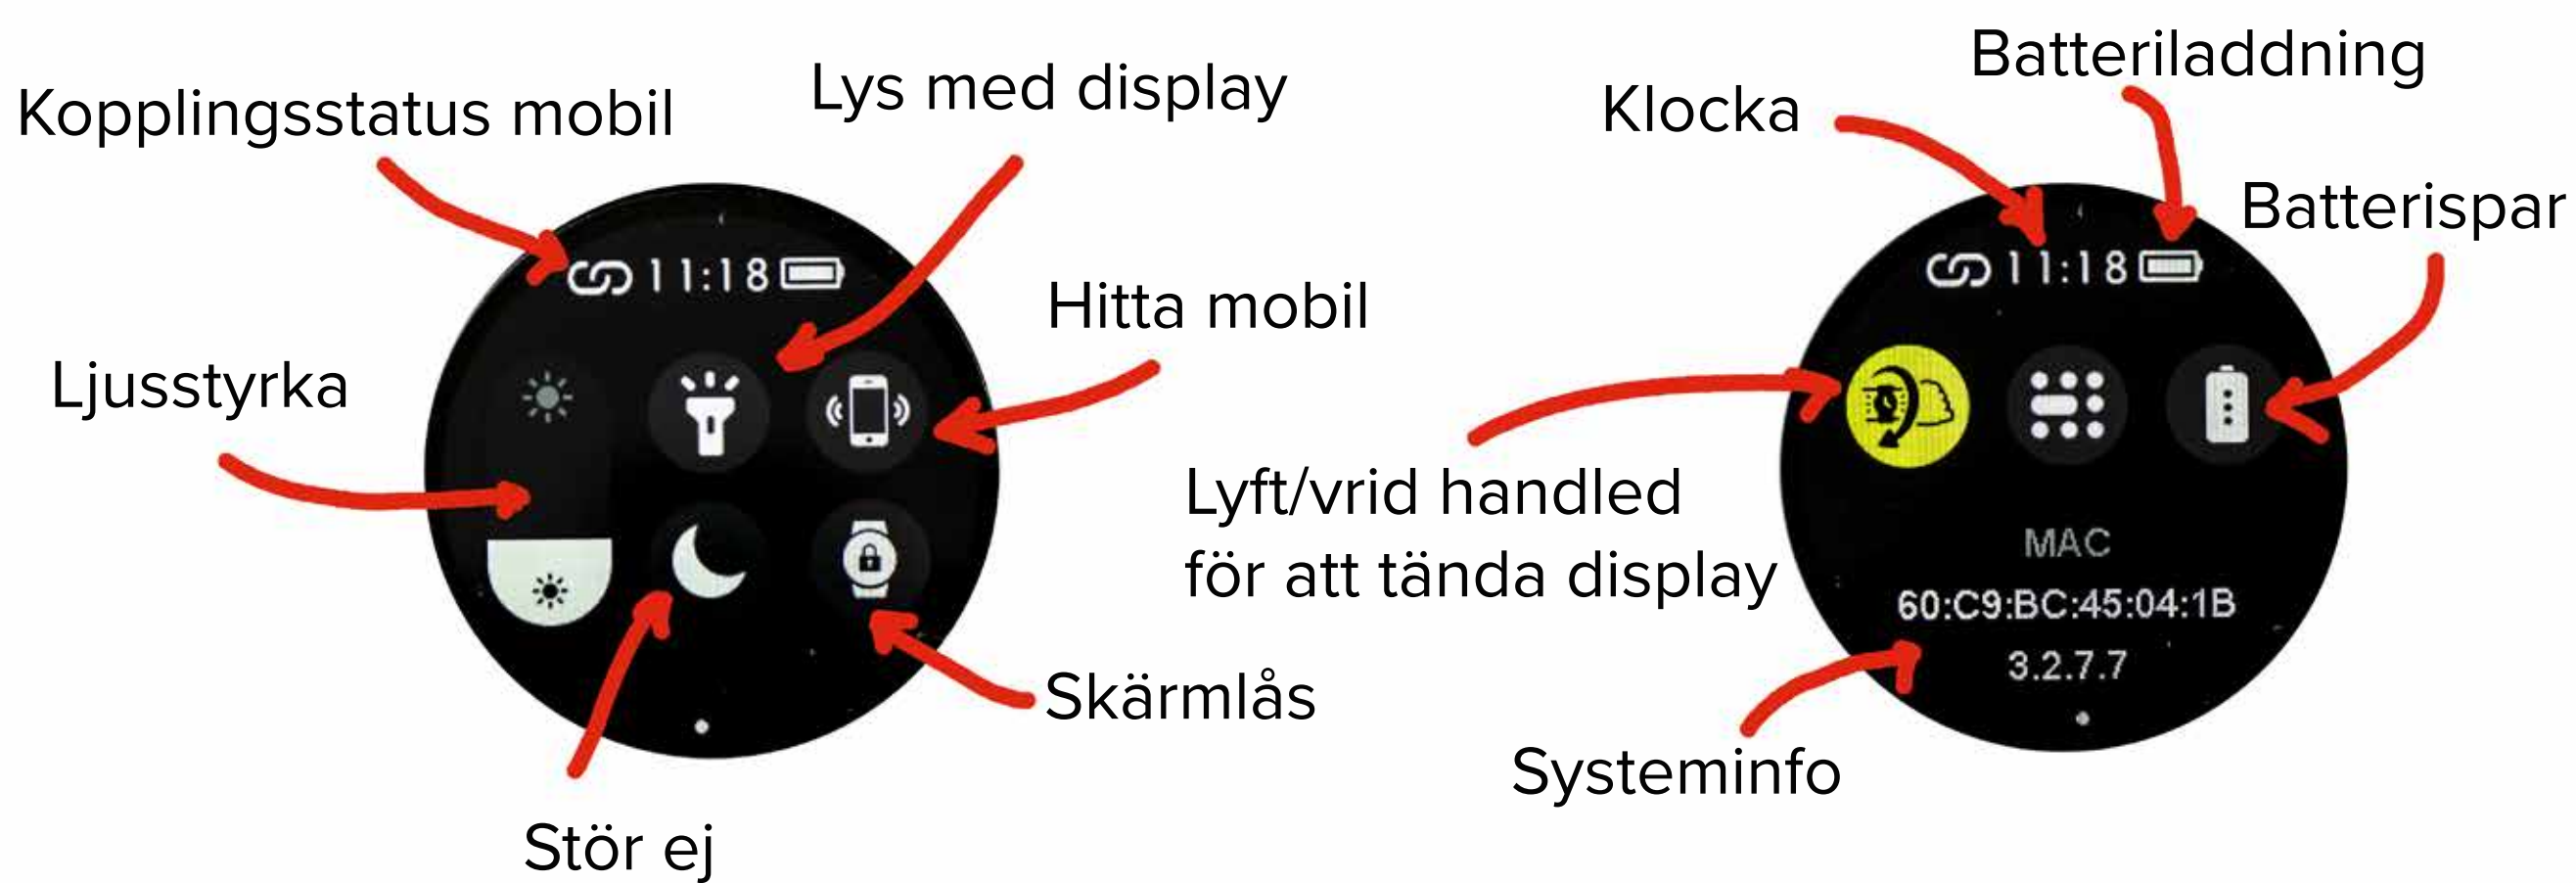 Kopplingsstatus mobil
Lys med display
11:18
Hitta mobil
Ljusstyrka
Skärmlås
Stör ej
Batteriladdning
Klocka
Batterispar
11:18
Lyft/vrid handled
för att tända display
MAC
60:C9:BC:45:04:1B
3.2.7.7
Systeminfo